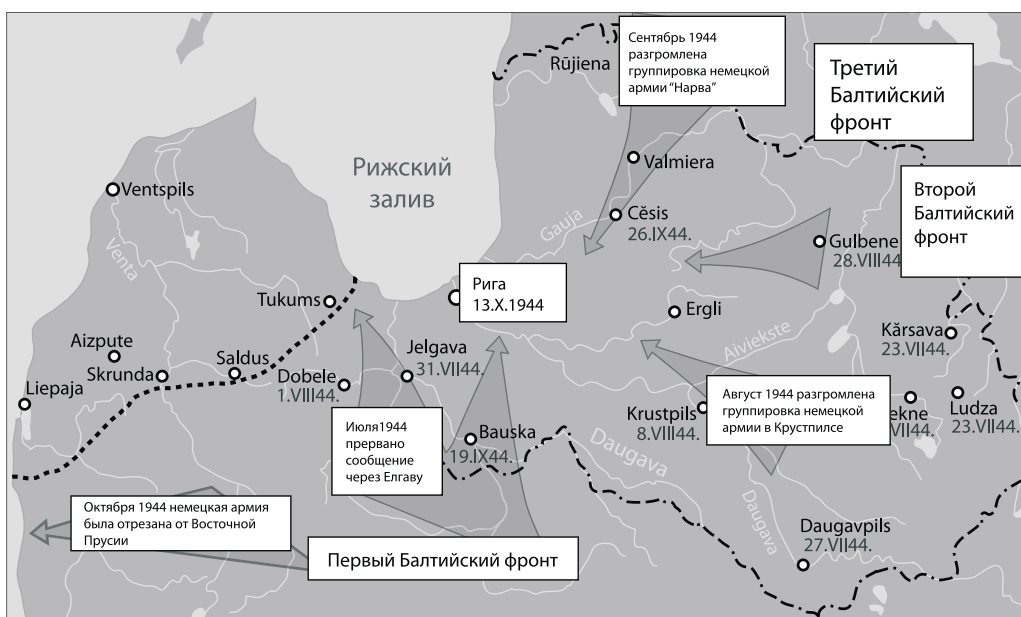 Сентябрь 1944
разгромлена
группировка немецкой
армии "Нарва"
Rūjiena
Третий
Балтийский
фронт
Рижский
залив
Valmiera
Ventspils
Второй
Балтийский
фронт
Cēsis
26.IX44.
Gauja
Gulbene
28.VIII44
Venta
Рига
13.X.1944
Tukums
Ergli
Aiviekste
Kārsava
23.VII44.
Aizpute
Skrunda
Saldus
Jelgava
31.VII44.
Dobele
1.VIII44.
Liepaja
Krustpils
8.VIII44.
Август 1944 разгромлена
группировка немецкой
армии в Крустпилсе
ekne
VII44.
Ludza
23.VII44.
Июля1944
прервано
сообщение
через Елгаву
Bauska
19.IX44.
Daugava
Октября 1944 немецкая армия
была отрезана от Восточной
Прусии
Первый Балтийский фронт
Daugava
Daugavpils
27.VII44.